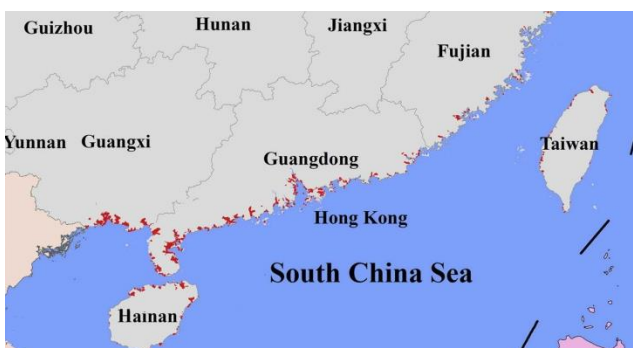 Guizhou
Hunan
Jiangxi
Fujian
Yunnan
Guangxi
Guangdong
Taiwan
Hong Kong
South China Sea
Hainan